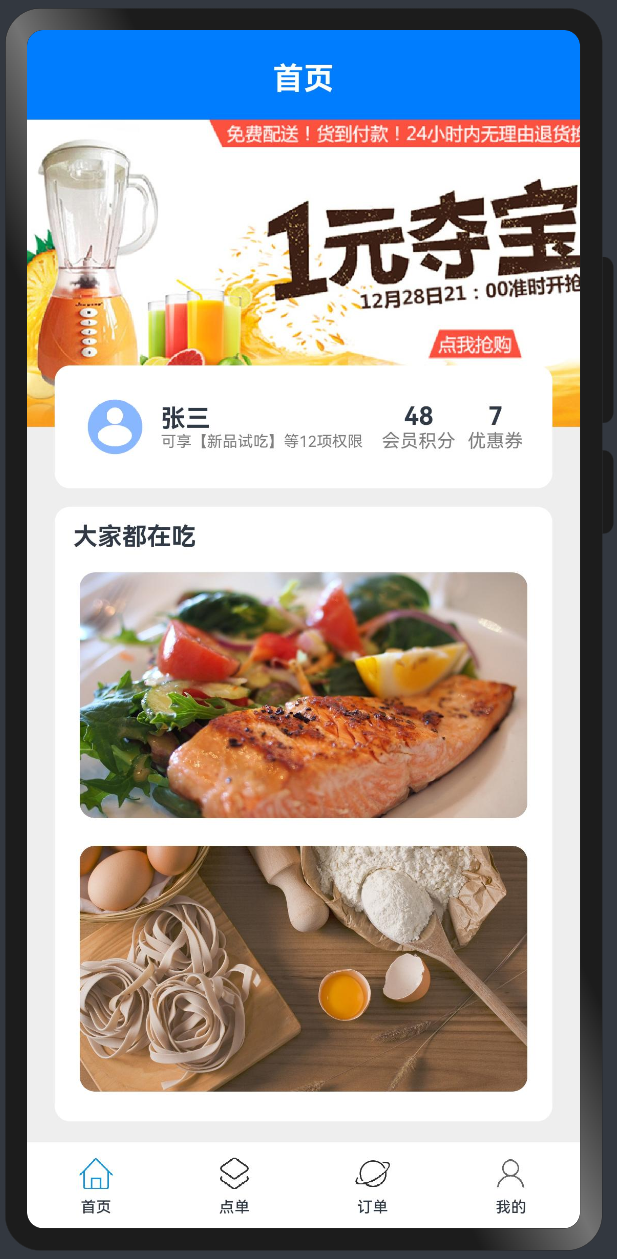 首页
免费配送！货到付款！24小时内无理由退货
1元夺宝
12月28日21：00准时开抢
点我抢购
张三
可享【新品试吃】等12项权限
48
会员积分
7
优惠券
大家都在吃
首页
点单
订单
我的